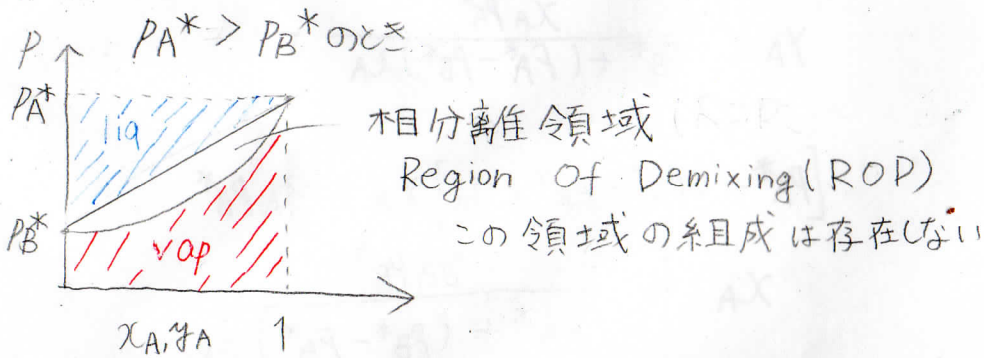 PA* > PB* のとき
P
PA*
liq
PB*
vap
xA, yA 1
相分離領域
Region Of Demixing (ROP)
この領域の組成は存在しない